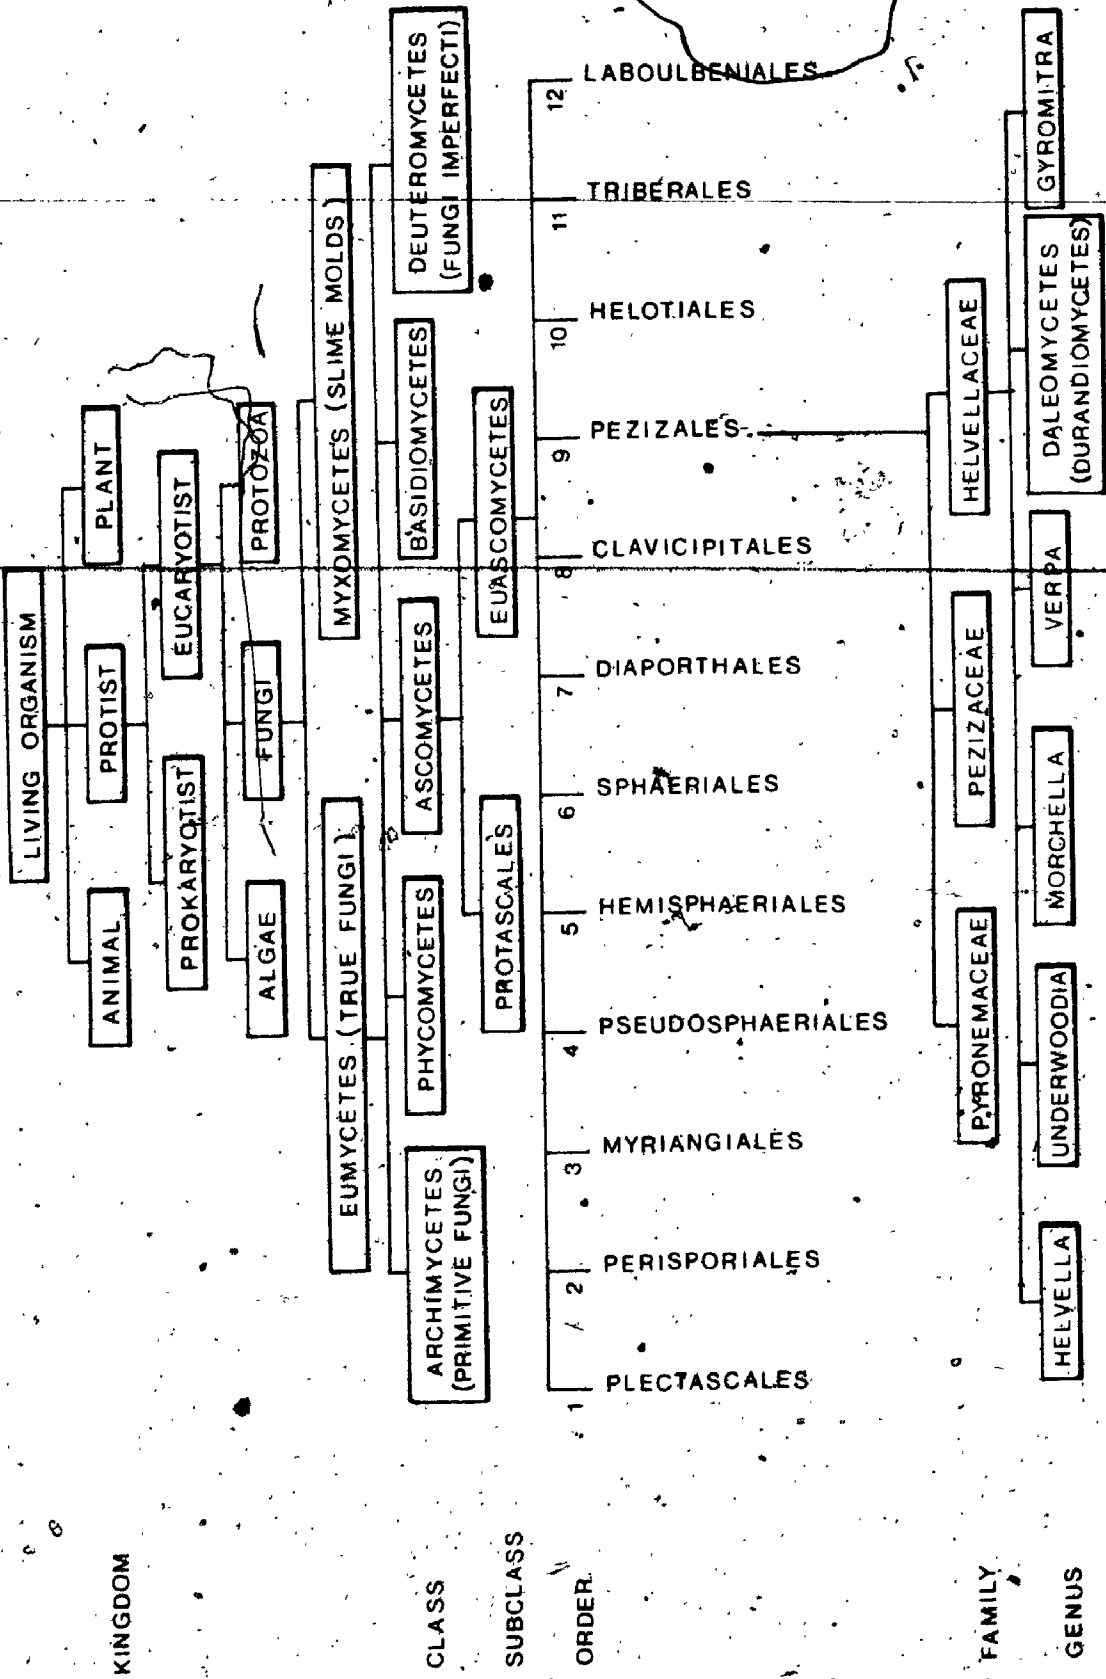 LIVING ORGANISM
KINGDOM
ANIMAL
PROTIST
PLANT
PROKARYOTIST
EUCARYOTIST
ALGAE
FUNGI
PROTOZOA
EUMYCETES (TRUE FUNGI)
MYXOMYCETES (SLIME MOLDS)
CLASS
ARCHIMYCETES
(PRIMITIVE FUNGI)
PHYCOMYCETES
ASCOMYCETES
BASIDIOMYCETES
DEUTEROMYCETES
(FUNGI IMPERFECTI)
SUBCLASS
PROTASCALES
EUASCOMYCETES
ORDER
1 PLECTASCALES
2 PERISPORIALES
3 MYRIANGIALES
4 PSEUDOSPHAERIALES
5 HEMISPHAERIALES
6 SPHAERIALES
7 DIAPORTHALES
8 CLAVICIPITALES
9 PEZIZALES
10 HELOTIALES
11 TRIBERALES
12 LABOULBENIALES
FAMILY
PYRONEMACEAE
PEZIZACEAE
HELVELLACEAE
GENUS
HELVELLA
UNDERWOODIA
MORCHELLA
VERPA
DALEOMYCETES
(DURANDIOMYCETES)
GYROMITRA